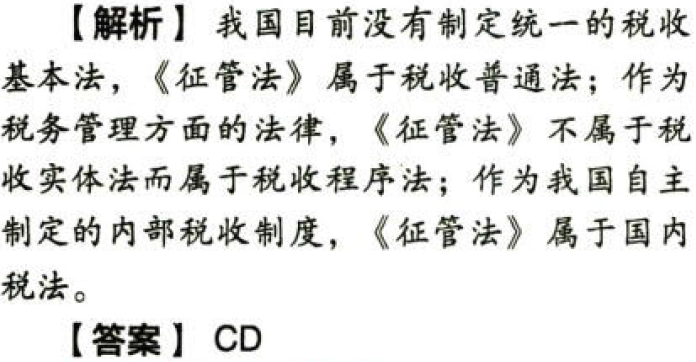 【解析】 我国目前没有制定统一的税收
基本法，《征管法》属于税收普通法；作为
税务管理方面的法律，《征管法》不属于税
收实体法而属于税收程序法；作为我国自主
制定的内部税收制度，《征管法》属于国内
税法。
【答案】 CD